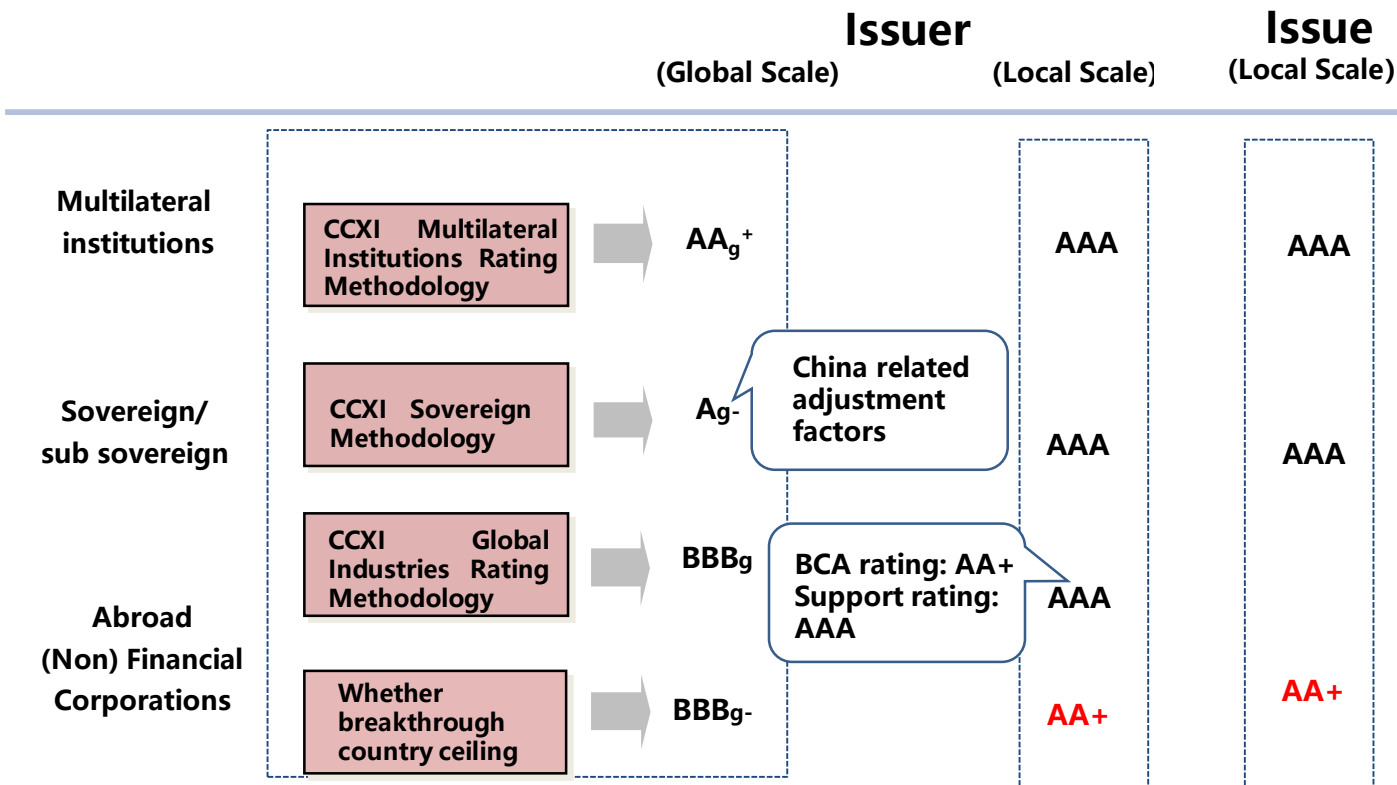 Issuer
Issue
(Global Scale)
(Local Scale)
(Local Scale)
Multilateral
institutions
CCXI Multilateral
Institutions Rating
Methodology
AAg+
AAA
AAA
China related
adjustment
factors
Sovereign/
sub sovereign
CCXI Sovereign
Methodology
Ag-
AAA
AAA
CCXI Global
Industries Rating
Methodology
BBBg
BCA rating: AA+
Support rating:
AAA
AAA
Abroad
(Non) Financial
Corporations
Whether
breakthrough
country ceiling
BBBg-
AA+
AA+